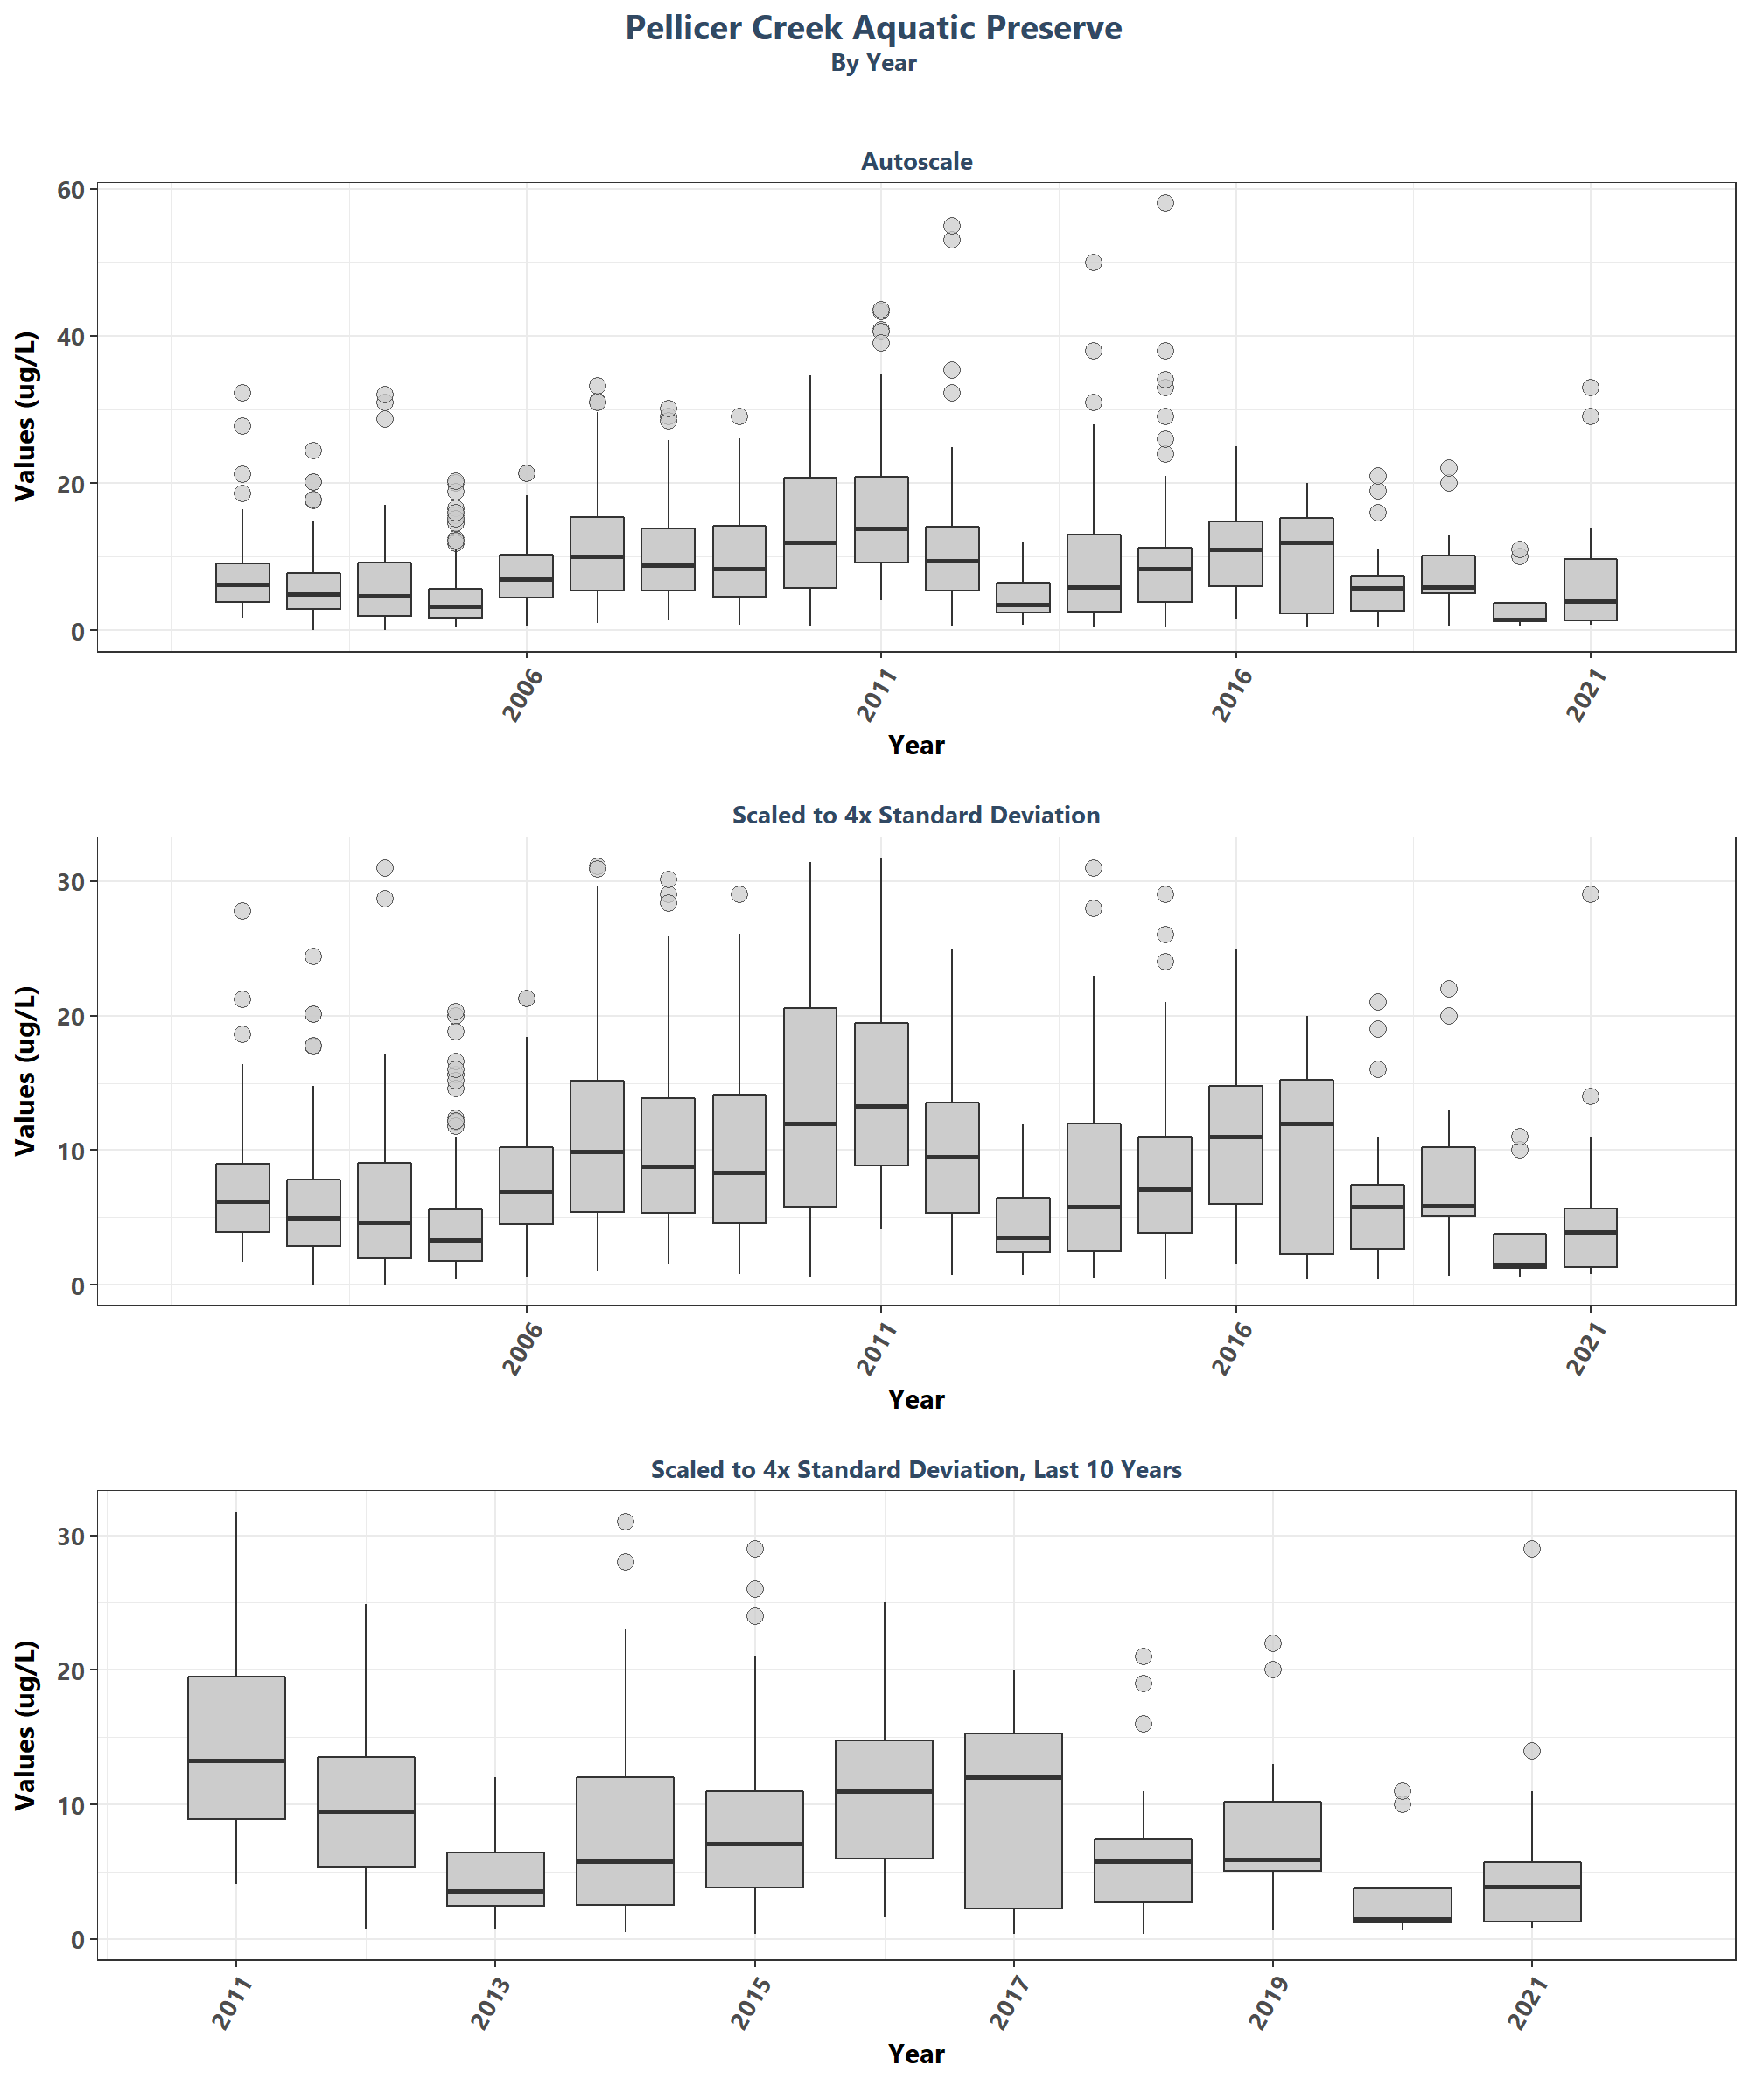 Pellicer Creek Aquatic Preserve
By Year
Autoscale
Values (ug/L)
60
40
20
0
2006 2011 2016 2021
Year
Scaled to 4x Standard Deviation
Values (ug/L)
30
20
10
0
2006 2011 2016 2021
Year
Scaled to 4x Standard Deviation, Last 10 Years
Values (ug/L)
30
20
10
0
2011 2013 2015 2017 2019 2021
Year